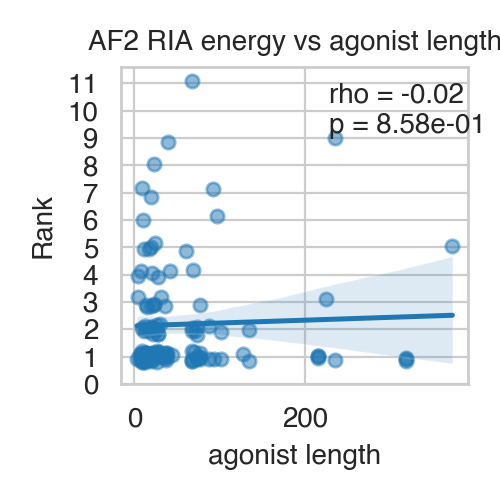 AF2 RIA energy vs agonist length
rho = -0.02
p = 8.58e-01
Rank
11
10
9
8
7
6
5
4
3
2
1
0
0 200
agonist length